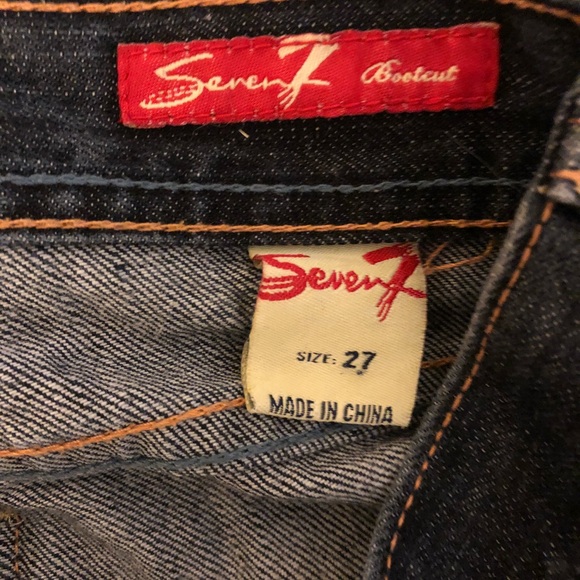 Seven7 Bootcut
Seven7
SIZE: 27
MADE IN CHINA